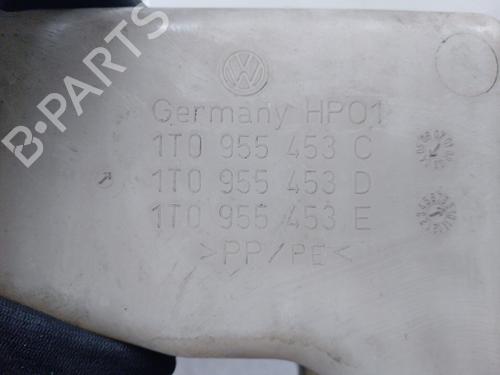 Germany HP01
1T0 955 453 C
1T0 955 453 D
1T0 955 453 E
>PP/PE<
B-PARTS